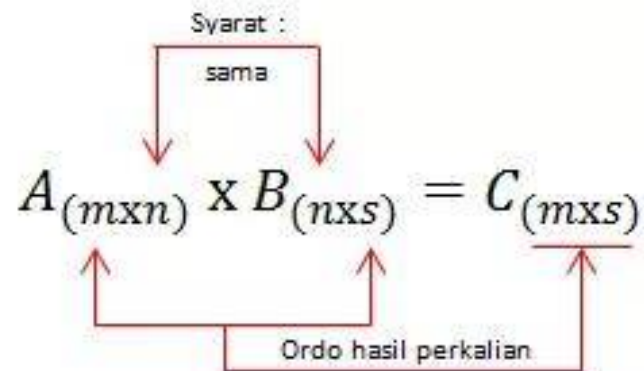 Syarat :
sama
A(mxn) x B(nxs) = C(mxs)
Ordo hasil perkalian